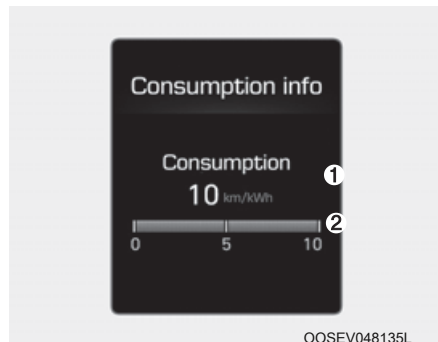 Consumption info
Consumption
1
10 km/kWh
2
0 5 10
OOSEV048135L